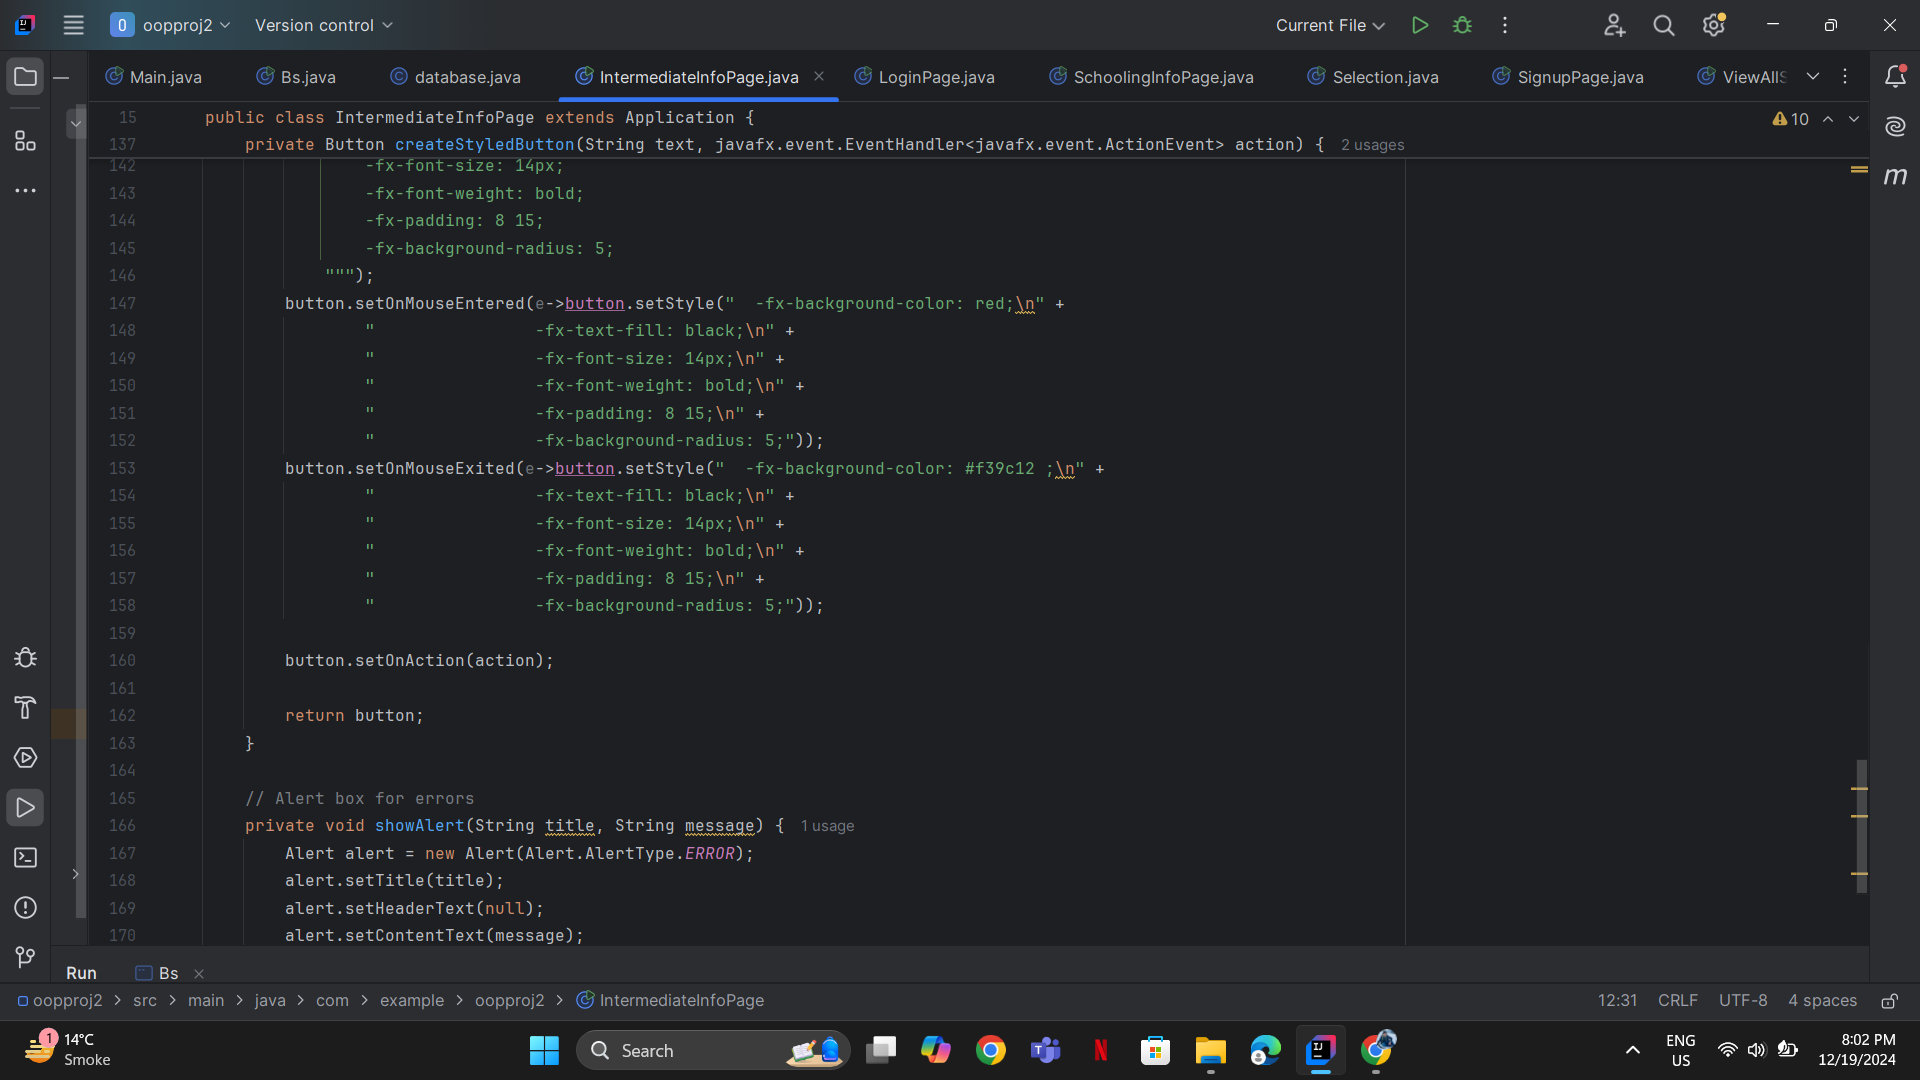 oopproj2 Version control Current File
Main.java Bs.java database.java IntermediateInfoPage.java LoginPage.java SchoolingInfoPage.java Selection.java SignupPage.java ViewAllS
15 public class IntermediateInfoPage extends Application { 10
137 private Button createStyledButton(String text, javafx.event.EventHandler<javafx.event.ActionEvent> action) { 2 usages
142 -fx-font-size: 14px;
143 -fx-font-weight: bold;
144 -fx-padding: 8 15;
145 -fx-background-radius: 5;
146 """);
147 button.setOnMouseEntered(e->button.setStyle("  -fx-background-color: red;\n" +
148 "                -fx-text-fill: black;\n" +
149 "                -fx-font-size: 14px;\n" +
150 "                -fx-font-weight: bold;\n" +
151 "                -fx-padding: 8 15;\n" +
152 "                -fx-background-radius: 5;"));
153 button.setOnMouseExited(e->button.setStyle("  -fx-background-color: #f39c12 ;\n" +
154 "                -fx-text-fill: black;\n" +
155 "                -fx-font-size: 14px;\n" +
156 "                -fx-font-weight: bold;\n" +
157 "                -fx-padding: 8 15;\n" +
158 "                -fx-background-radius: 5;"));
159
160 button.setOnAction(action);
161
162 return button;
163 }
164
165 // Alert box for errors
166 private void showAlert(String title, String message) { 1 usage
167 Alert alert = new Alert(Alert.AlertType.ERROR);
168 alert.setTitle(title);
169 alert.setHeaderText(null);
170 alert.setContentText(message);
Run Bs
oopproj2 > src > main > java > com > example > oopproj2 > IntermediateInfoPage 12:31 CRLF UTF-8 4 spaces
1 14°C
Smoke
Search
ENG
US
8:02 PM
12/19/2024